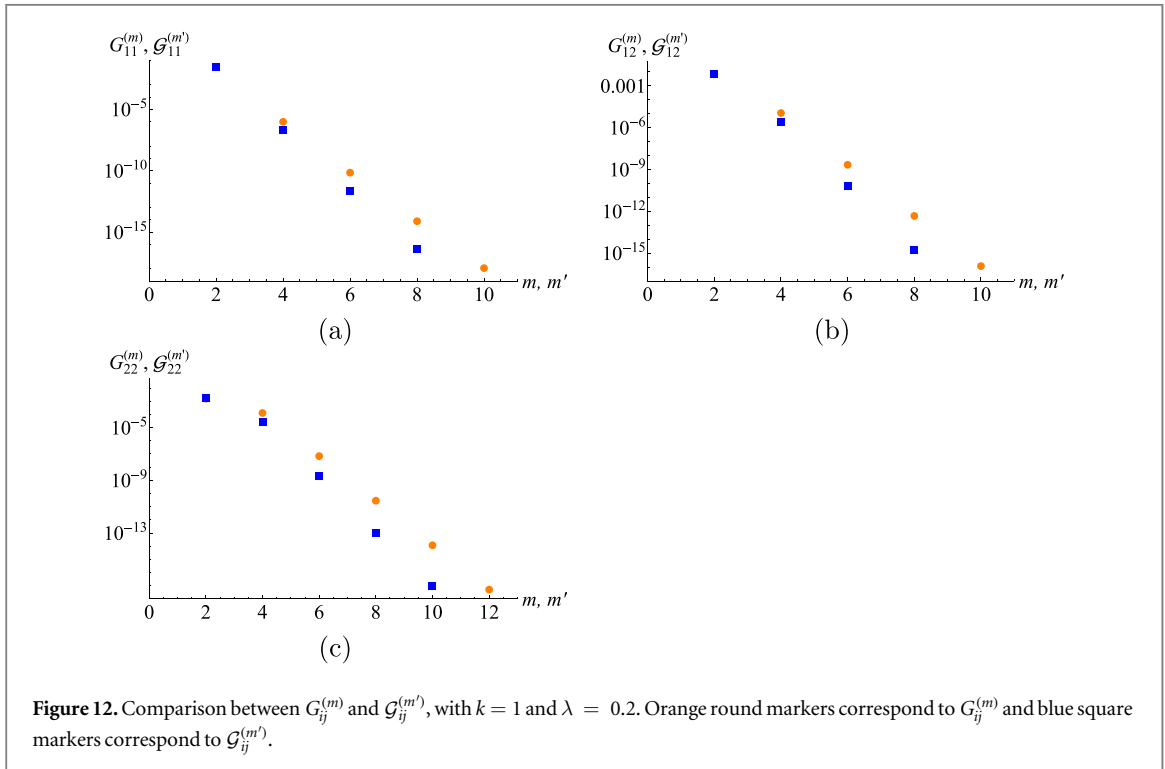 G_{11}^{(m)}, 𝒢_{11}^{(m′)}
10^{−5}
10^{−10}
10^{−15}
0 2 4 6 8 10 m, m′
(a)
G_{12}^{(m)}, 𝒢_{12}^{(m′)}
0.001
10^{−6}
10^{−9}
10^{−12}
10^{−15}
0 2 4 6 8 10 m, m′
(b)
G_{22}^{(m)}, 𝒢_{22}^{(m′)}
10^{−5}
10^{−9}
10^{−13}
0 2 4 6 8 10 12 m, m′
(c)
Figure 12. Comparison between G_{ij}^{(m)} and 𝒢_{ij}^{(m′)}, with k = 1 and λ = 0.2. Orange round markers correspond to G_{ij}^{(m)} and blue square
markers correspond to 𝒢_{ij}^{(m′)}.